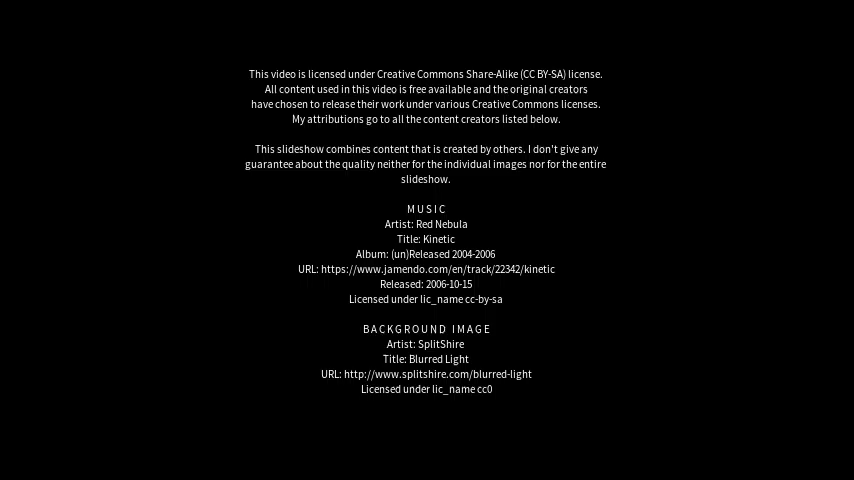 This video is licensed under Creative Commons Share-Alike (CC BY-SA) license.
All content used in this video is free available and the original creators
have chosen to release their work under various Creative Commons licenses.
My attributions go to all the content creators listed below.
This slideshow combines content that is created by others. I don't give any
guarantee about the quality neither for the individual images nor for the entire
slideshow.
MUSIC
Artist: Red Nebula
Title: Kinetic
Album: (un)Released 2004-2006
URL: https://www.jamendo.com/en/track/22342/kinetic
Released: 2006-10-15
Licensed under lic_name cc-by-sa
BACKGROUND IMAGE
Artist: SplitShire
Title: Blurred Light
URL: http://www.splitshire.com/blurred-light
Licensed under lic_name cc0